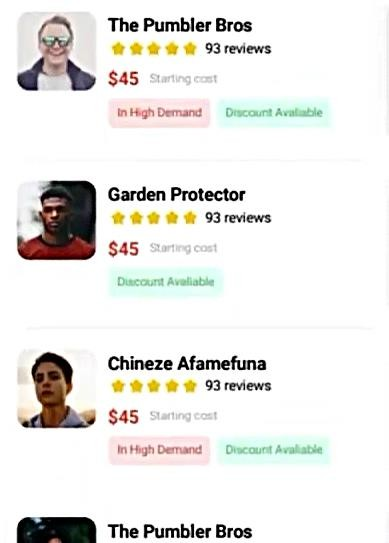 The Pumbler Bros
93 reviews
$45 Starting cost
In High Demand Discount Avaliable
Garden Protector
93 reviews
$45 Starting cost
Discount Avaliable
Chineze Afamefuna
93 reviews
$45 Starting cost
In High Demand Discount Avaliable
The Pumbler Bros